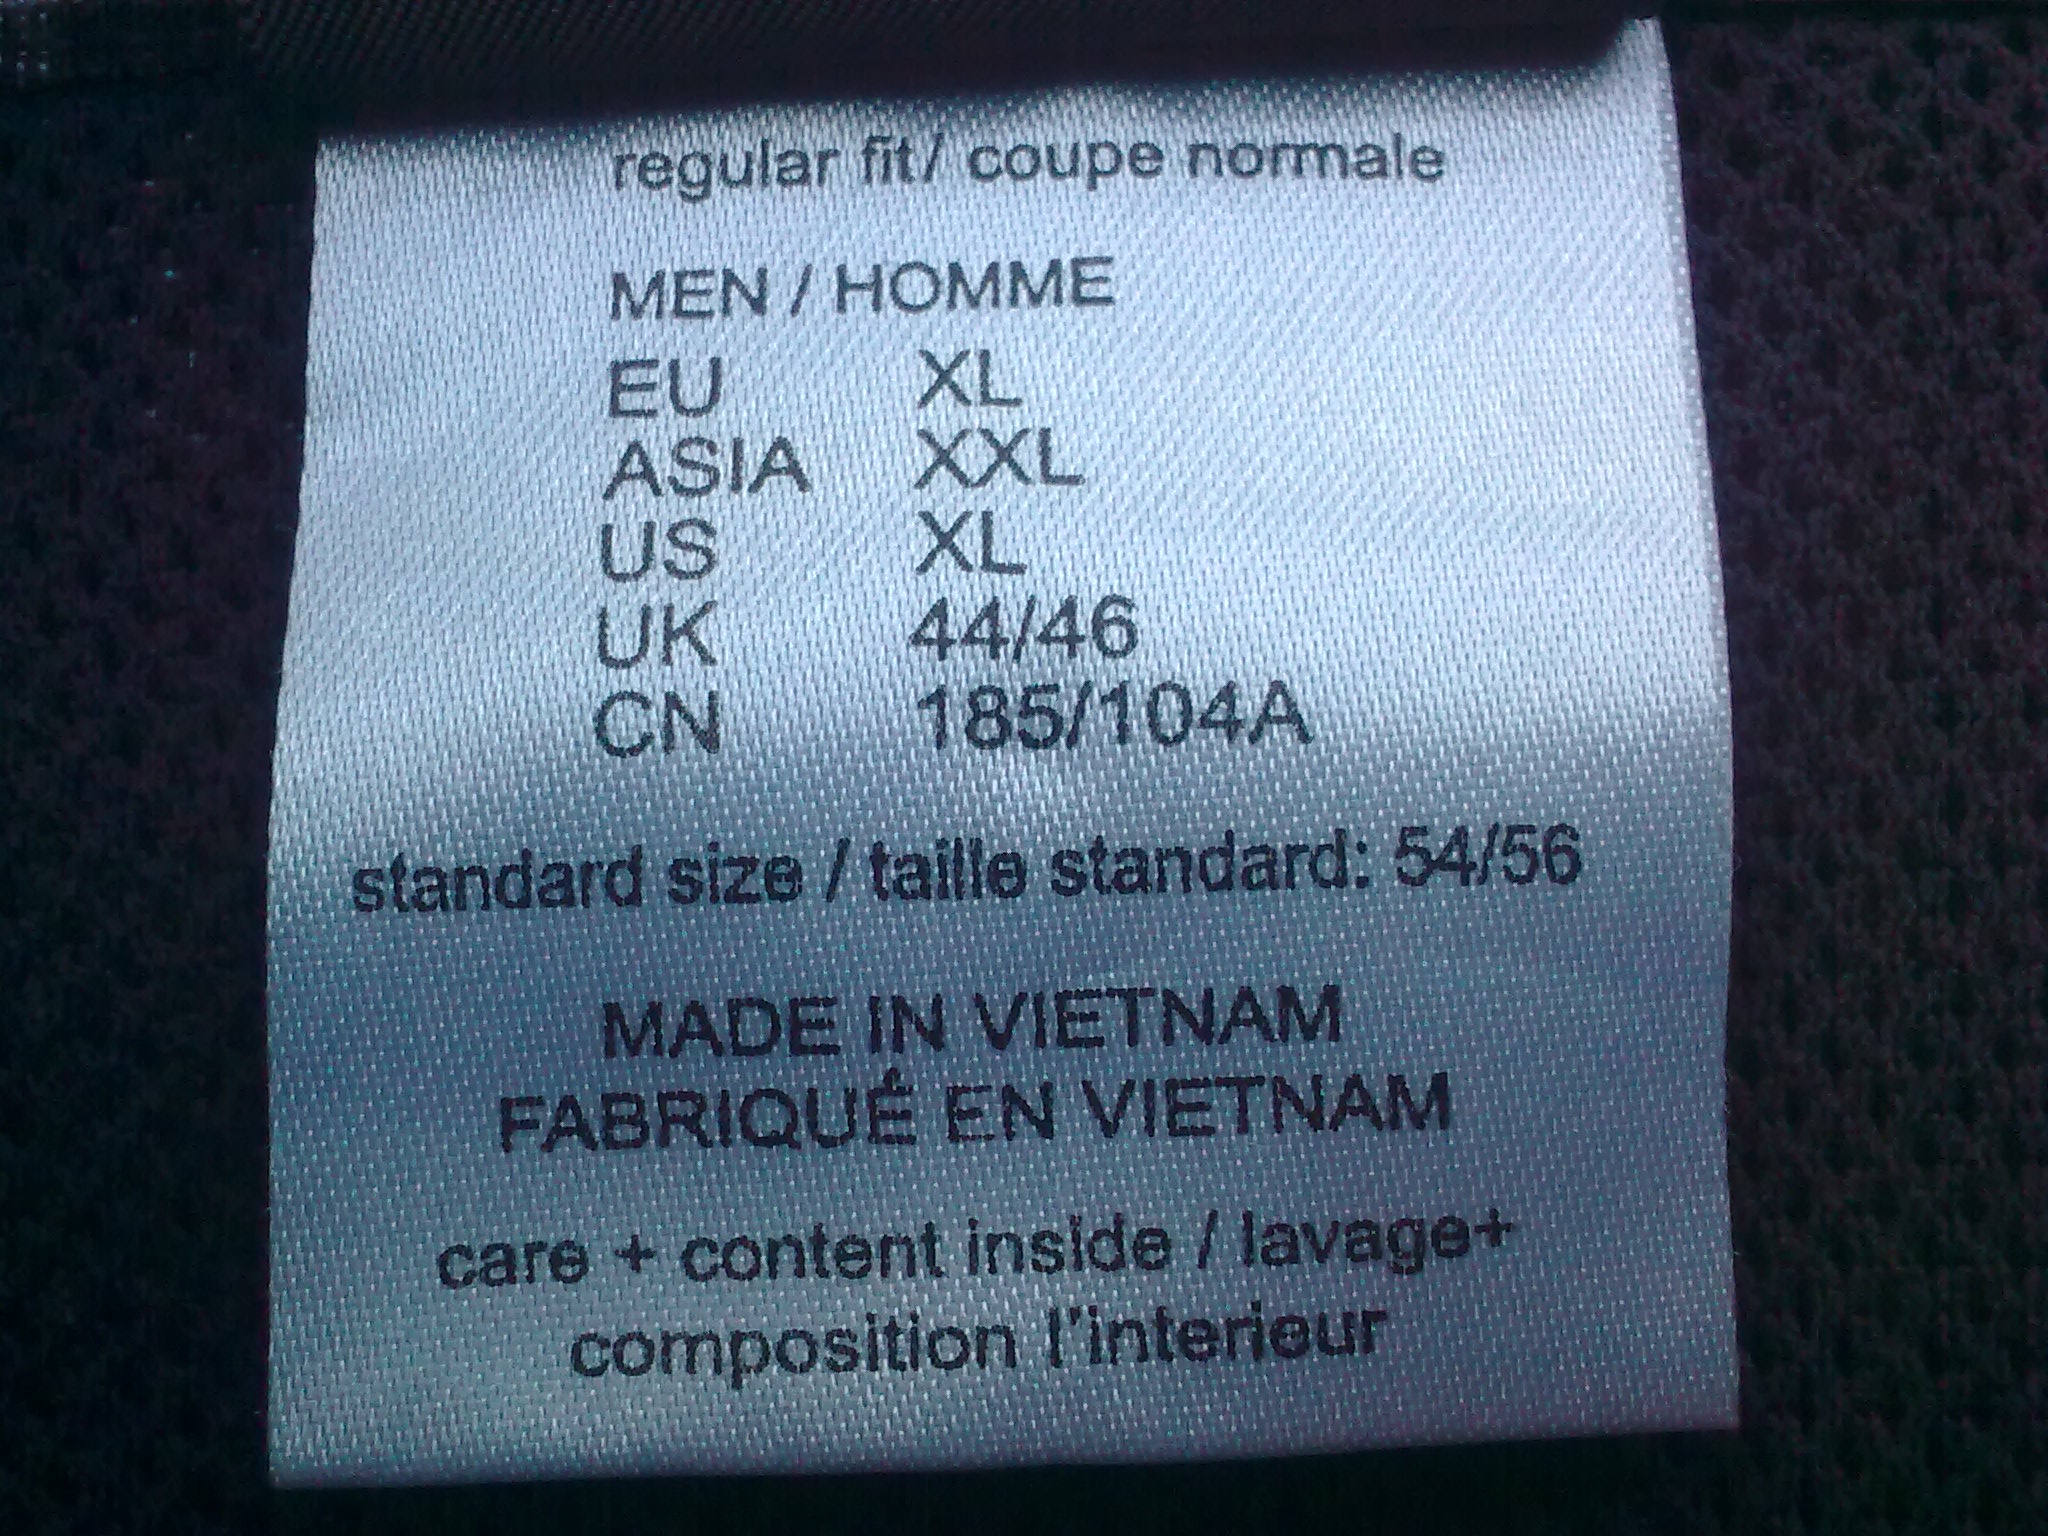 regular fit/ coupe normale
MEN / HOMME
EU XL
ASIA XXL
US XL
UK 44/46
CN 185/104A
standard size / taille standard: 54/56
MADE IN VIETNAM
FABRIQUÉ EN VIETNAM
care + content inside / lavage+
composition l'interieur